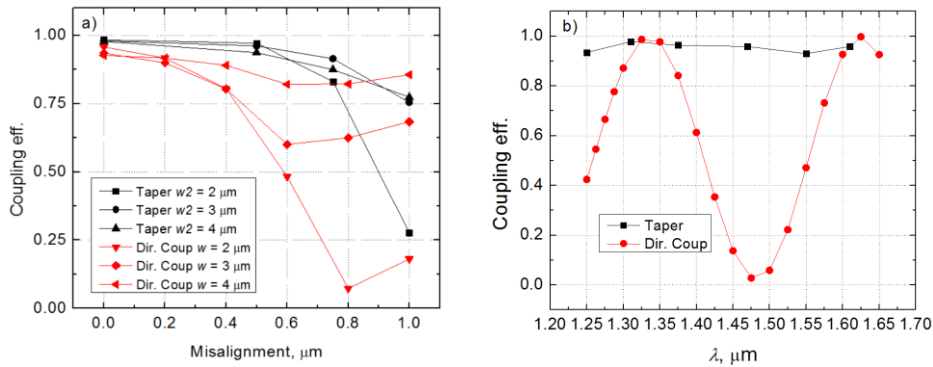 a)
1.00
0.75
0.50
0.25
0.00
Coupling eff.
Taper w2 = 2 μm
Taper w2 = 3 μm
Taper w2 = 4 μm
Dir. Coup w = 2 μm
Dir. Coup w = 3 μm
Dir. Coup w = 4 μm
0.0 0.2 0.4 0.6 0.8 1.0
Misalignment, μm
b)
1.0
0.8
0.6
0.4
0.2
0.0
Coupling eff.
Taper
Dir. Coup
1.20 1.25 1.30 1.35 1.40 1.45 1.50 1.55 1.60 1.65 1.70
λ, μm